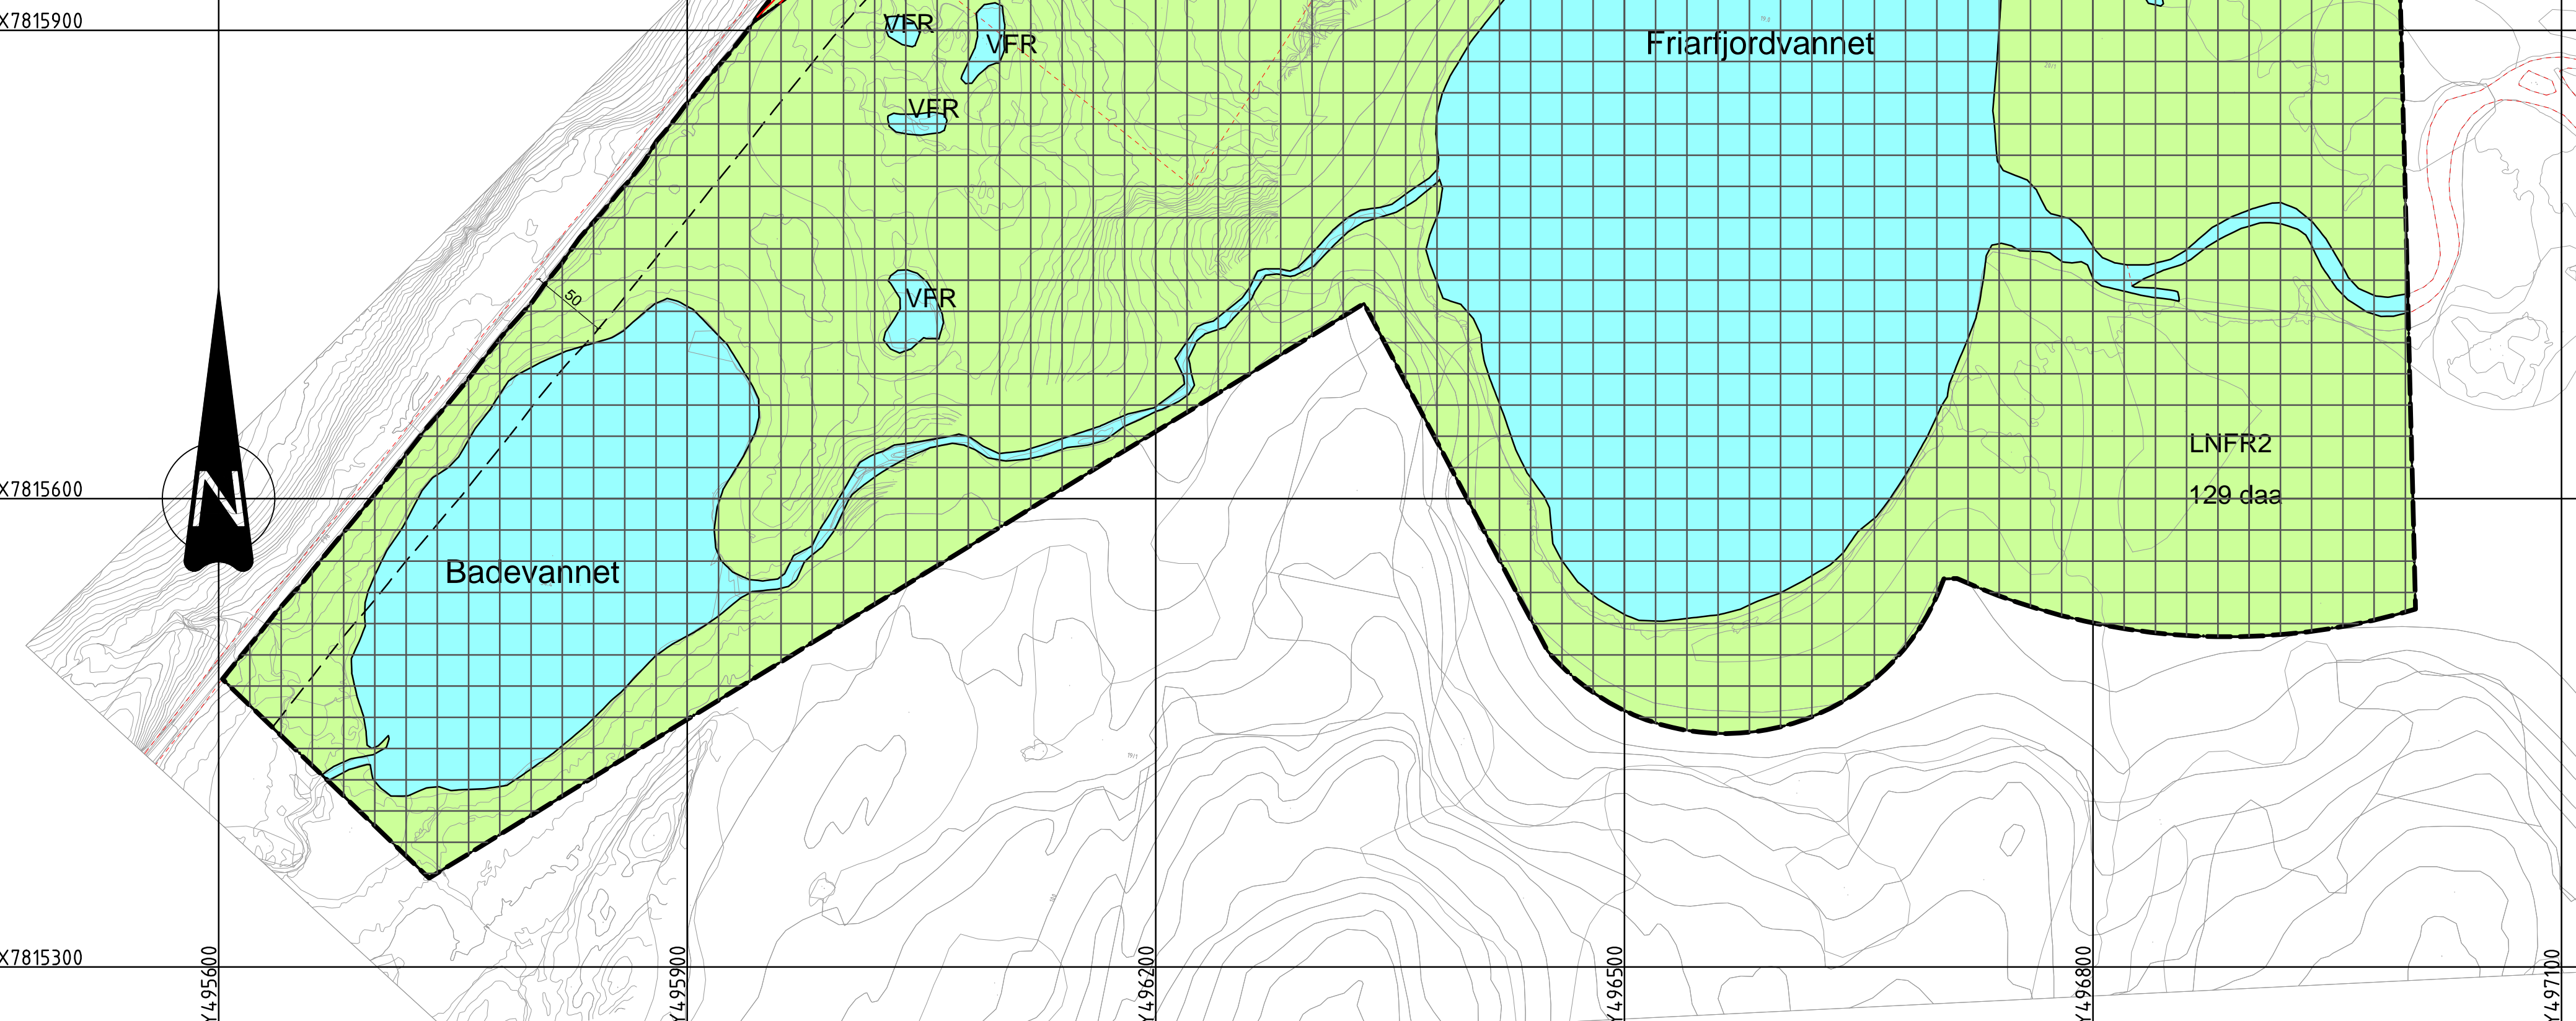 X7815900
VFR
VFR
Friarfjordvannet
VFR
50
VFR
LNFR2
129 daa
X7815600
N
Badevannet
X7815300
Y495600
Y495900
Y496200
Y496500
Y496800
Y497100